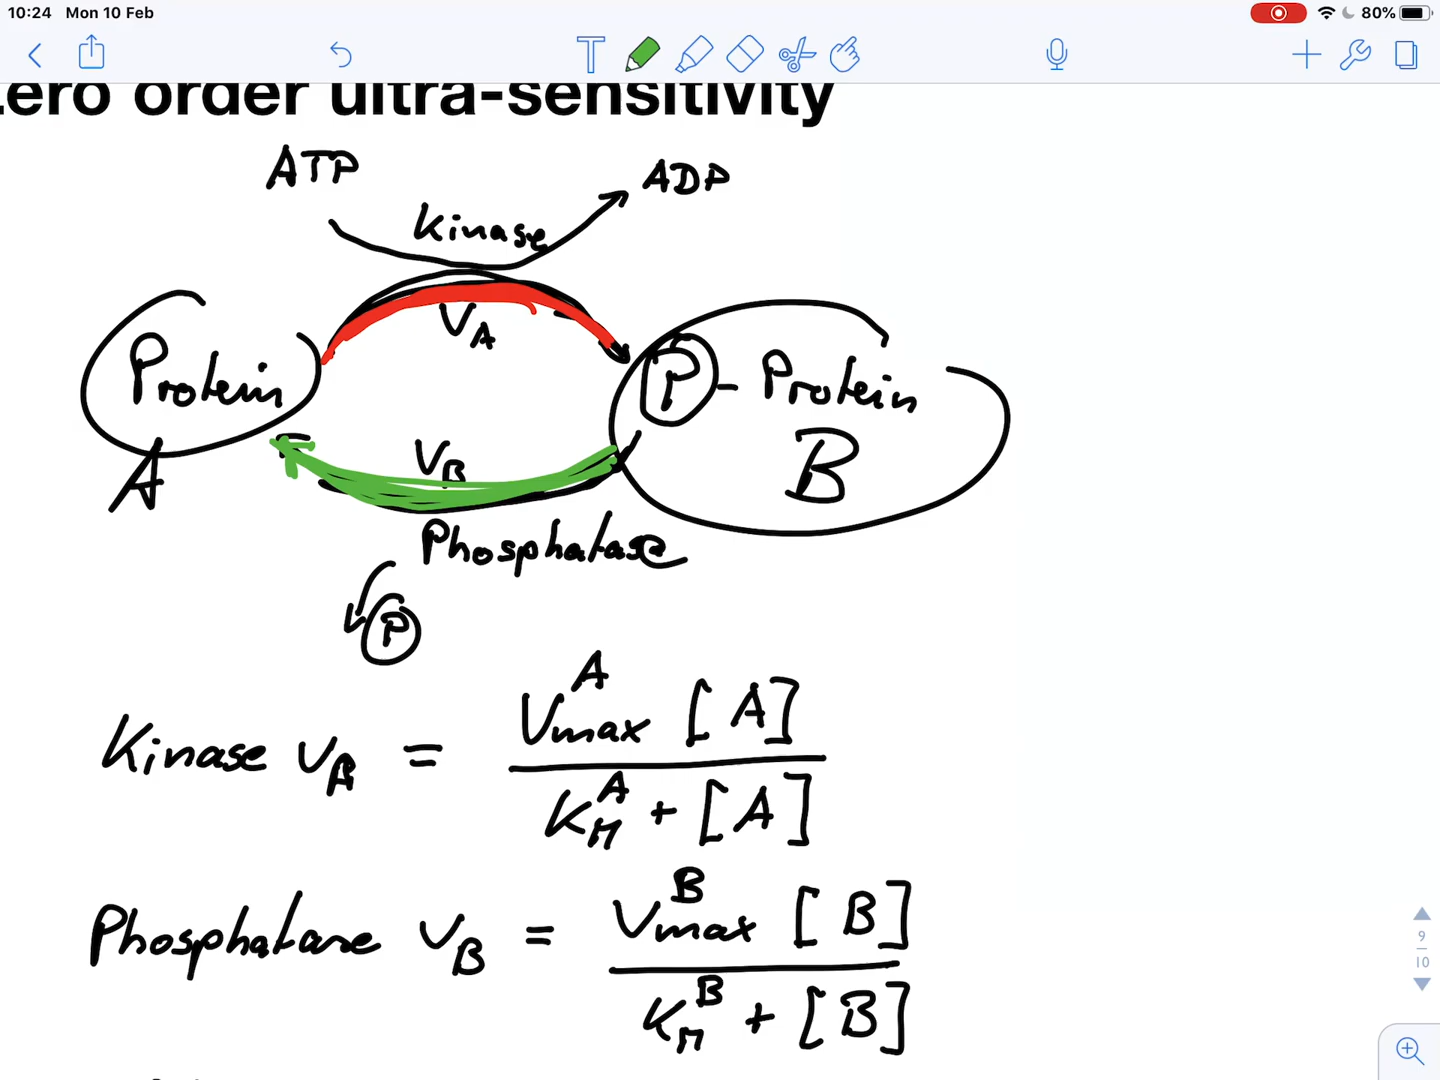 10:24 Mon 10 Feb 80%
zero order ultra-sensitivity
ATP ADP
Kinase
VA
Protein P - Protein
A B
VB
Phosphatase
P
Kinase VA = Vmax^A [A] / KM^A + [A]
Phosphatase VB = Vmax^B [B] / KM^B + [B]
9
10